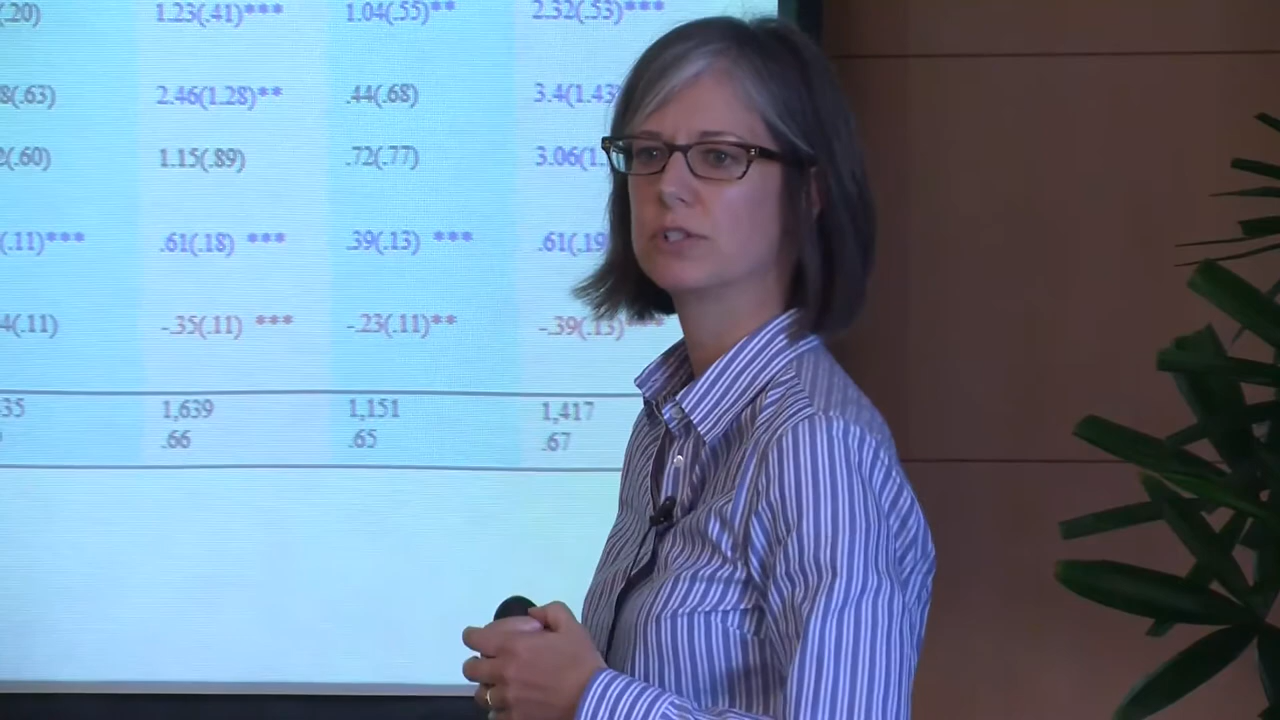 (.20) 1.23(.41)*** 1.04(.55)** 2.32(.53)***
8(.63) 2.46(1.28)** .44(.68) 3.4(1.43
(.60) 1.15(.89) .72(.77) 3.06(1.
(.11)*** .61(.18) *** .39(.13) *** .61(.19
4(.11) -.35(.11) *** -.23(.11)** -.39(.13)***
35 1,639 1,151 1,417
.66 .65 .67